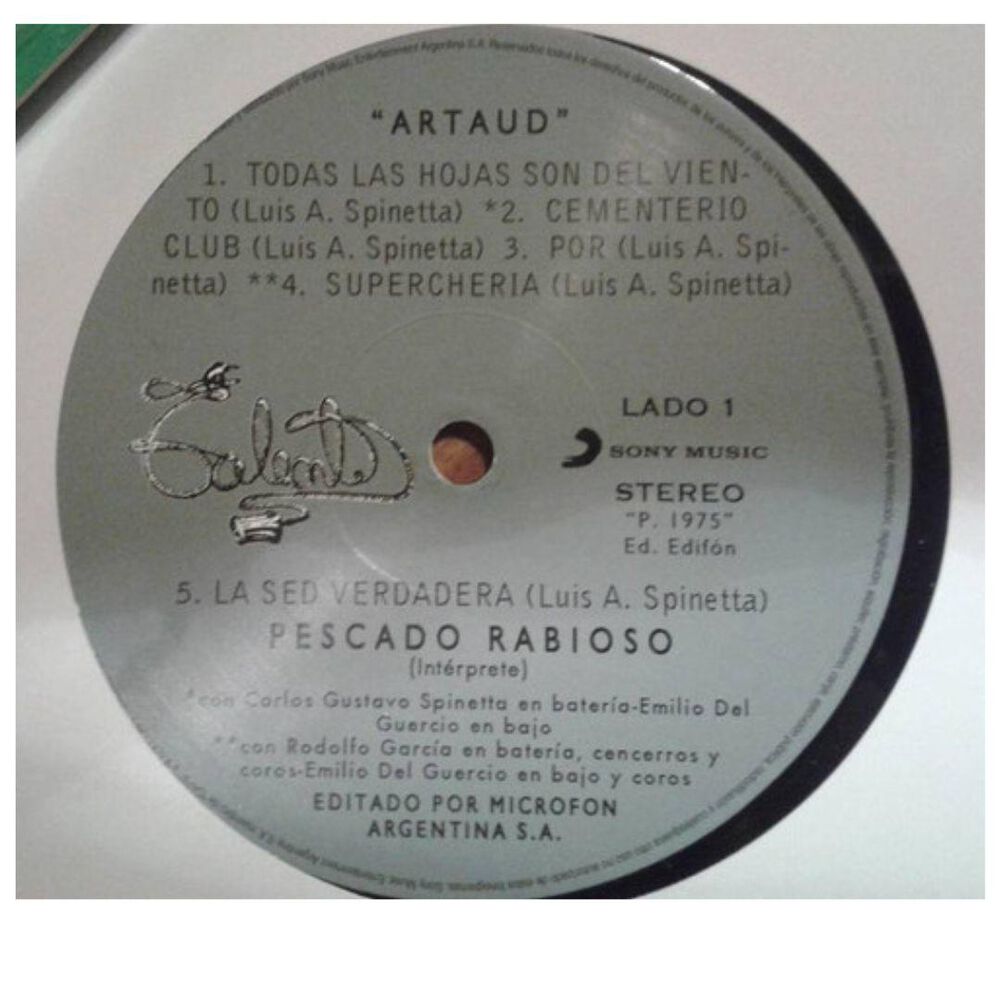 "ARTAUD"
1. TODAS LAS HOJAS SON DEL VIEN-
TO (Luis A. Spinetta) *2. CEMENTERIO
CLUB (Luis A. Spinetta) 3. POR (Luis A. Spi-
netta) **4. SUPERCHERIA (Luis A. Spinetta)
Talent
LADO 1
SONY MUSIC
STEREO
"P. 1975"
Ed. Edifón
5. LA SED VERDADERA (Luis A. Spinetta)
PESCADO RABIOSO
(Intérprete)
*con Carlos Gustavo Spinetta en batería-Emilio Del
Guercio en bajo
**con Rodolfo García en batería, cencerros y
coros-Emilio Del Guercio en bajo y coros
EDITADO POR MICROFON
ARGENTINA S.A.